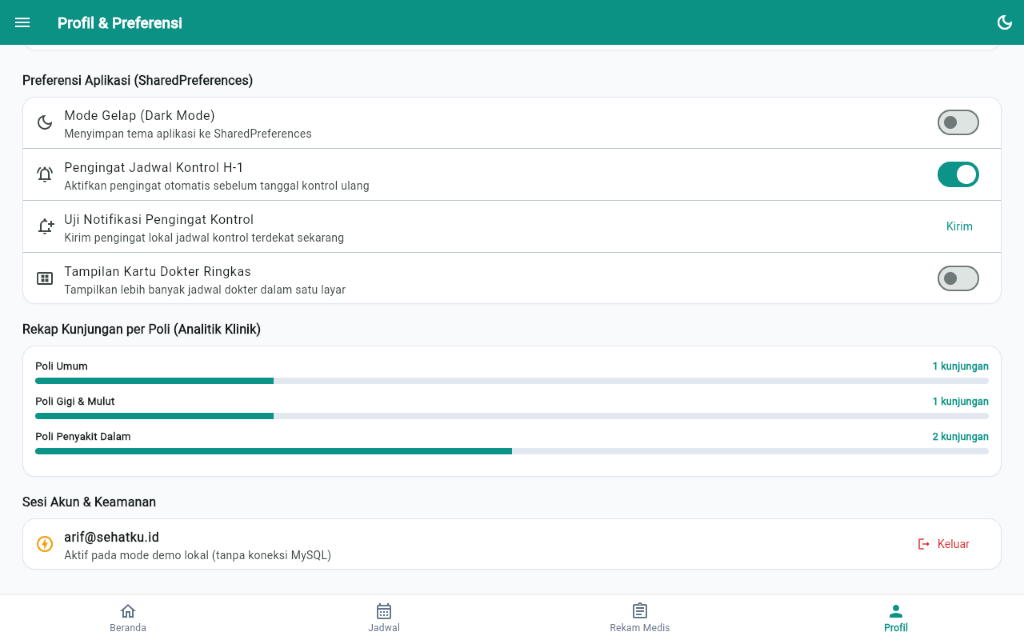 Profil & Preferensi
Preferensi Aplikasi (SharedPreferences)
Mode Gelap (Dark Mode)
Menyimpan tema aplikasi ke SharedPreferences
Pengingat Jadwal Kontrol H-1
Aktifkan pengingat otomatis sebelum tanggal kontrol ulang
Uji Notifikasi Pengingat Kontrol
Kirim pengingat lokal jadwal kontrol terdekat sekarang
Kirim
Tampilan Kartu Dokter Ringkas
Tampilkan lebih banyak jadwal dokter dalam satu layar
Rekap Kunjungan per Poli (Analitik Klinik)
Poli Umum 1 kunjungan
Poli Gigi & Mulut 1 kunjungan
Poli Penyakit Dalam 2 kunjungan
Sesi Akun & Keamanan
arif@sehatku.id
Aktif pada mode demo lokal (tanpa koneksi MySQL)
Keluar
Beranda Jadwal Rekam Medis Profil